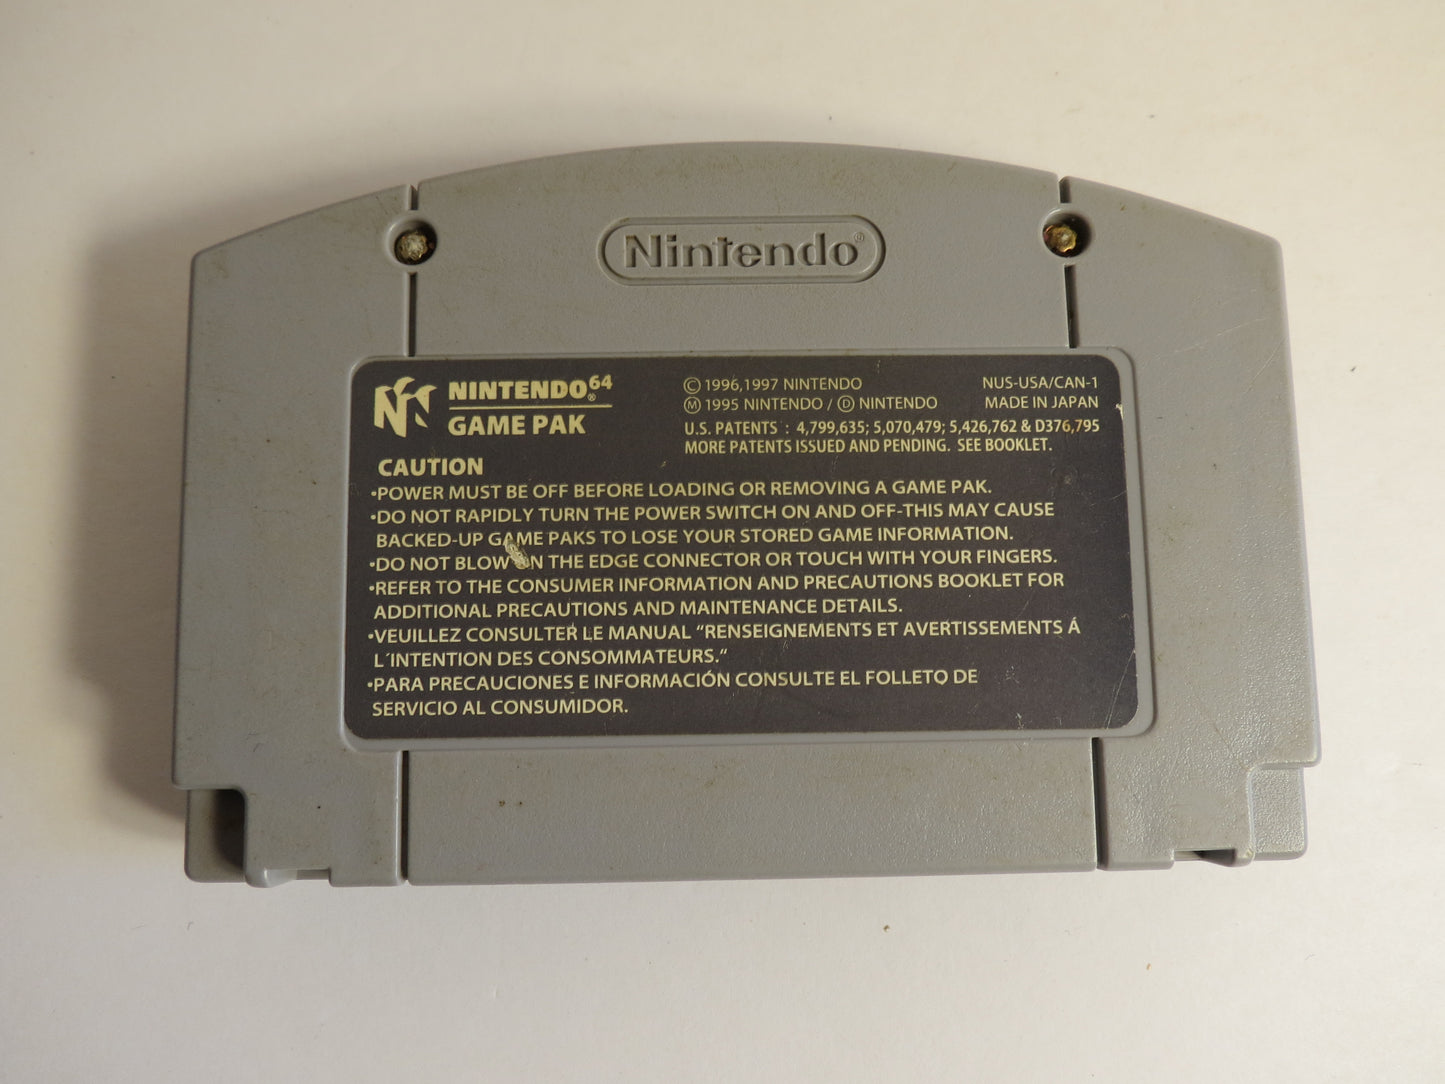 Nintendo®
NINTENDO64®
GAME PAK
© 1996,1997 NINTENDO
Ⓜ 1995 NINTENDO / Ⓓ NINTENDO
NUS-USA/CAN-1
MADE IN JAPAN
U.S. PATENTS : 4,799,635; 5,070,479; 5,426,762 & D376,795
MORE PATENTS ISSUED AND PENDING. SEE BOOKLET.
CAUTION
•POWER MUST BE OFF BEFORE LOADING OR REMOVING A GAME PAK.
•DO NOT RAPIDLY TURN THE POWER SWITCH ON AND OFF-THIS MAY CAUSE
BACKED-UP GAME PAKS TO LOSE YOUR STORED GAME INFORMATION.
•DO NOT BLOW ON THE EDGE CONNECTOR OR TOUCH WITH YOUR FINGERS.
•REFER TO THE CONSUMER INFORMATION AND PRECAUTIONS BOOKLET FOR
ADDITIONAL PRECAUTIONS AND MAINTENANCE DETAILS.
•VEUILLEZ CONSULTER LE MANUAL "RENSEIGNEMENTS ET AVERTISSEMENTS Á
L´INTENTION DES CONSOMMATEURS."
•PARA PRECAUCIONES E INFORMACIÓN CONSULTE EL FOLLETO DE
SERVICIO AL CONSUMIDOR.